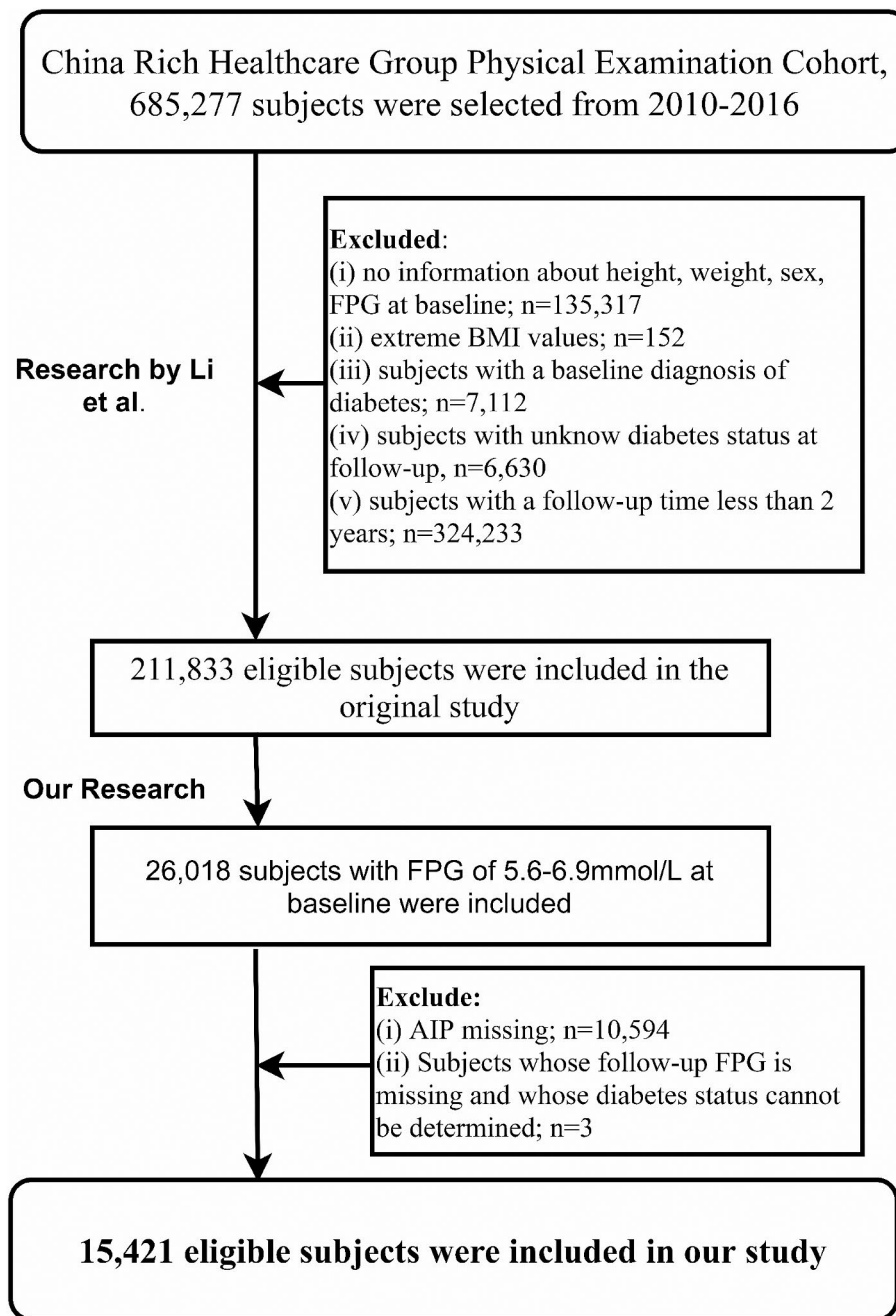 China Rich Healthcare Group Physical Examination Cohort,
685,277 subjects were selected from 2010-2016
Excluded:
(i) no information about height, weight, sex,
FPG at baseline; n=135,317
(ii) extreme BMI values; n=152
(iii) subjects with a baseline diagnosis of
diabetes; n=7,112
(iv) subjects with unknow diabetes status at
follow-up, n=6,630
(v) subjects with a follow-up time less than 2
years; n=324,233
Research by Li
et al.
211,833 eligible subjects were included in the
original study
Our Research
26,018 subjects with FPG of 5.6-6.9mmol/L at
baseline were included
Exclude:
(i) AIP missing; n=10,594
(ii) Subjects whose follow-up FPG is
missing and whose diabetes status cannot
be determined; n=3
15,421 eligible subjects were included in our study